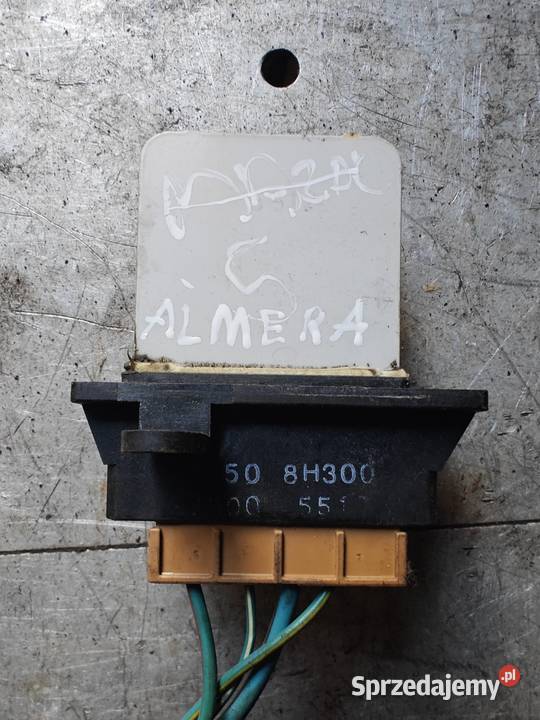 S
ALMERA
50 8H300
00 551
Sprzedajemy.pl